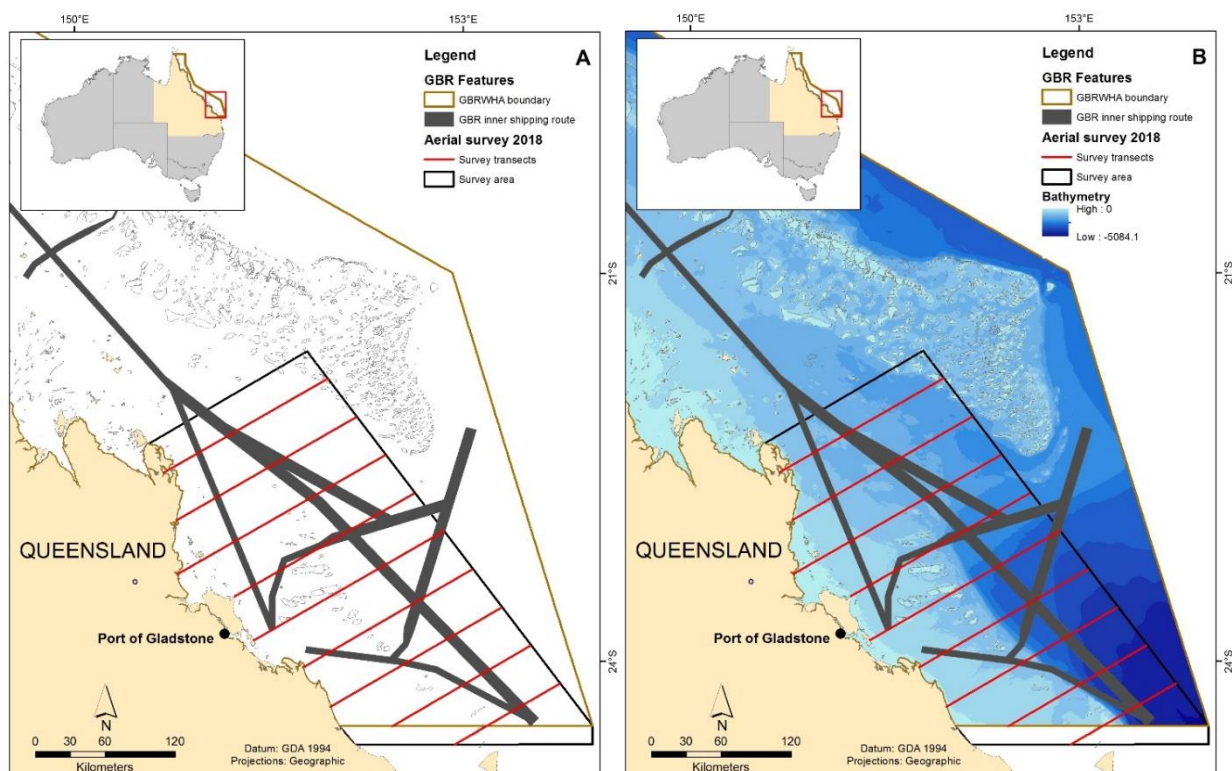 150°E
153°E
A
Legend
GBR Features
GBRWHA boundary
GBR inner shipping route
Aerial survey 2018
Survey transects
Survey area
21°S
QUEENSLAND
Port of Gladstone
24°S
N
0 30 60 120
Kilometers
Datum: GDA 1994
Projections: Geographic
150°E
153°E
B
Legend
GBR Features
GBRWHA boundary
GBR inner shipping route
Aerial survey 2018
Survey transects
Survey area
Bathymetry
High : 0
Low : -5084.1
21°S
QUEENSLAND
Port of Gladstone
24°S
N
0 30 60 120
Kilometers
Datum: GDA 1994
Projections: Geographic